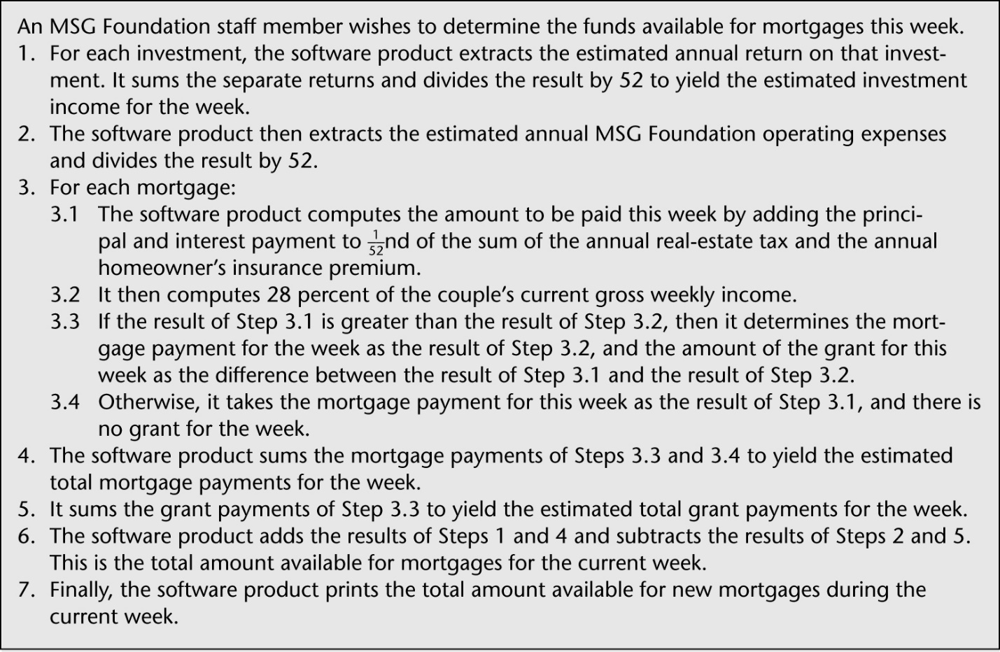 An MSG Foundation staff member wishes to determine the funds available for mortgages this week.
1. For each investment, the software product extracts the estimated annual return on that invest-
ment. It sums the separate returns and divides the result by 52 to yield the estimated investment
income for the week.
2. The software product then extracts the estimated annual MSG Foundation operating expenses
and divides the result by 52.
3. For each mortgage:
3.1 The software product computes the amount to be paid this week by adding the princi-
pal and interest payment to 1/52nd of the sum of the annual real-estate tax and the annual
homeowner’s insurance premium.
3.2 It then computes 28 percent of the couple’s current gross weekly income.
3.3 If the result of Step 3.1 is greater than the result of Step 3.2, then it determines the mort-
gage payment for the week as the result of Step 3.2, and the amount of the grant for this
week as the difference between the result of Step 3.1 and the result of Step 3.2.
3.4 Otherwise, it takes the mortgage payment for this week as the result of Step 3.1, and there is
no grant for the week.
4. The software product sums the mortgage payments of Steps 3.3 and 3.4 to yield the estimated
total mortgage payments for the week.
5. It sums the grant payments of Step 3.3 to yield the estimated total grant payments for the week.
6. The software product adds the results of Steps 1 and 4 and subtracts the results of Steps 2 and 5.
This is the total amount available for mortgages for the current week.
7. Finally, the software product prints the total amount available for new mortgages during the
current week.